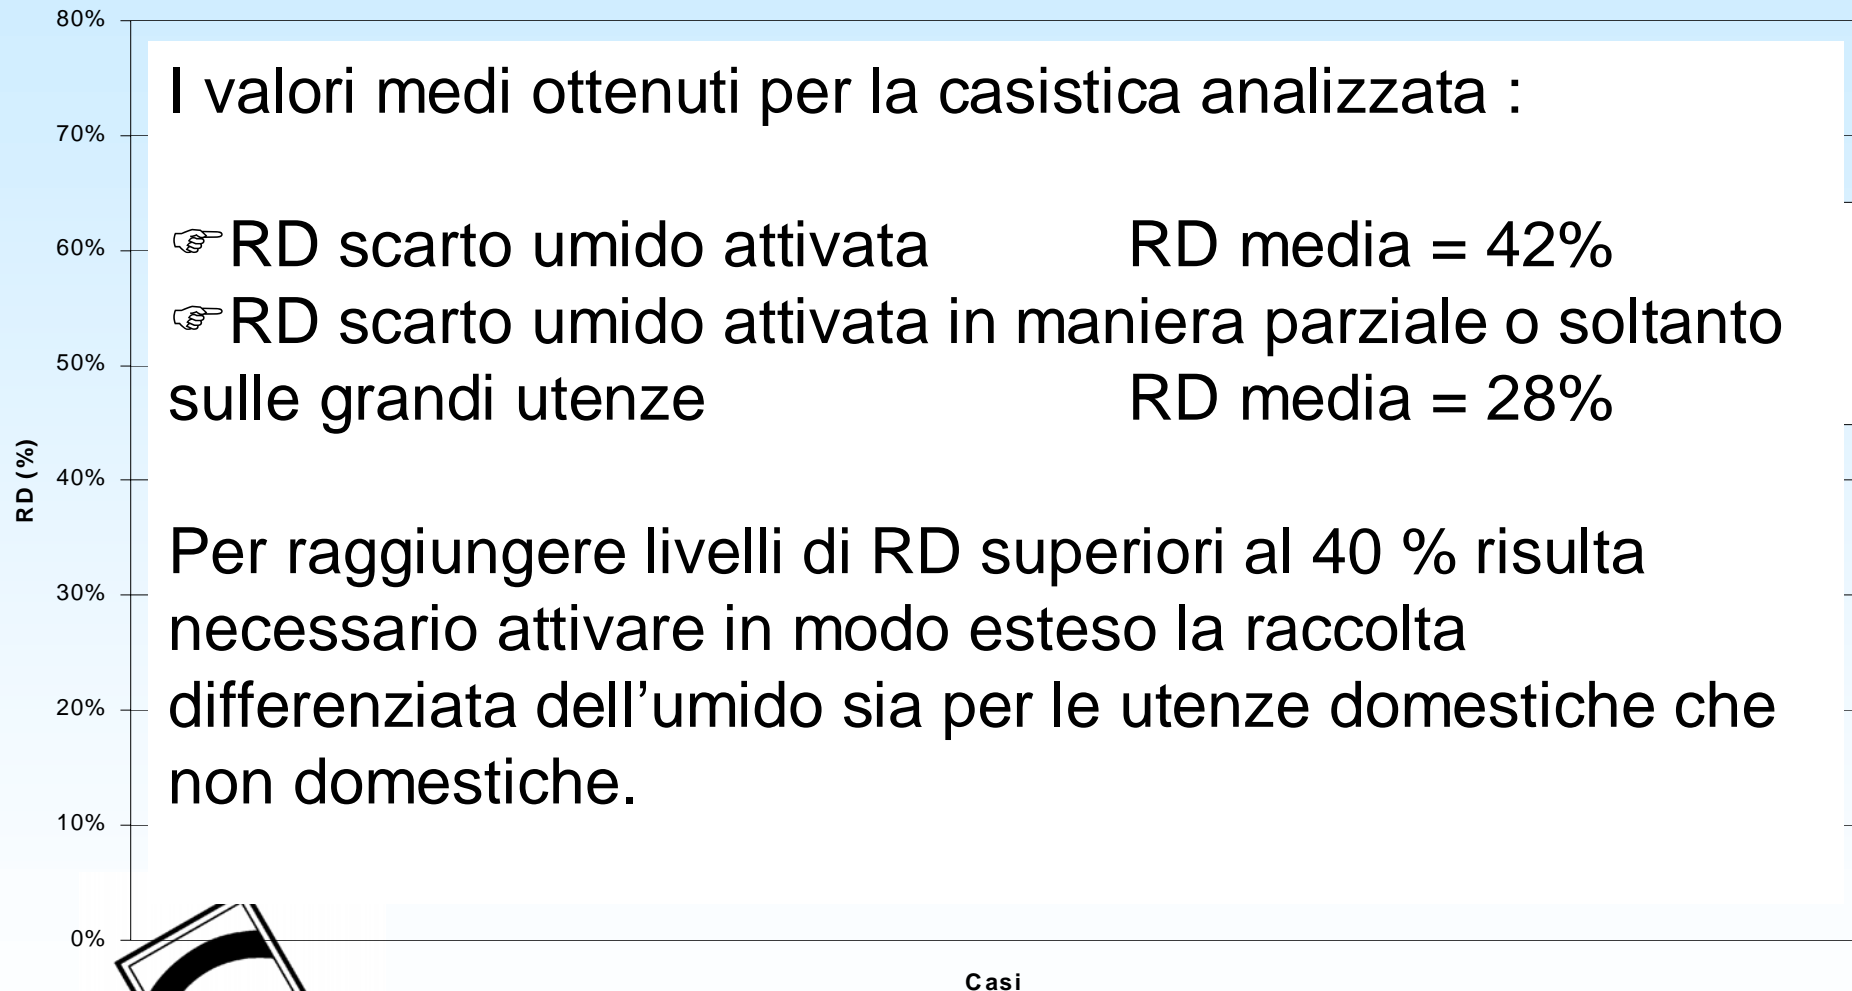 80%
I valori medi ottenuti per la casistica analizzata :
70%
60%
☞RD scarto umido attivata RD media = 42%
☞RD scarto umido attivata in maniera parziale o soltanto
50%
sulle grandi utenze RD media = 28%
RD (%)
40%
Per raggiungere livelli di RD superiori al 40 % risulta
30%
necessario attivare in modo esteso la raccolta
20%
differenziata dell’umido sia per le utenze domestiche che
non domestiche.
10%
0%
Casi